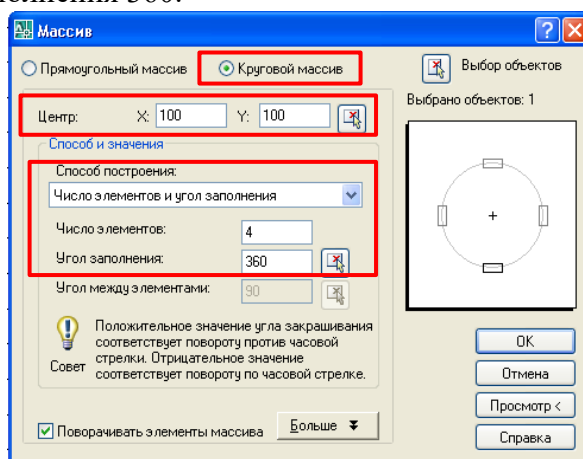 Массив
Прямоугольный массив Круговой массив Выбор объектов
Выбрано объектов: 1
Центр: X: 100 Y: 100
Способ и значения
Способ построения:
Число элементов и угол заполнения
Число элементов: 4
Угол заполнения: 360
Угол между элементами: 90
Положительное значение угла закрашивания
соответствует повороту против часовой
стрелки. Отрицательное значение
соответствует повороту по часовой стрелке.
Совет
OK
Отмена
Просмотр <
Справка
Поворачивать элементы массива Больше